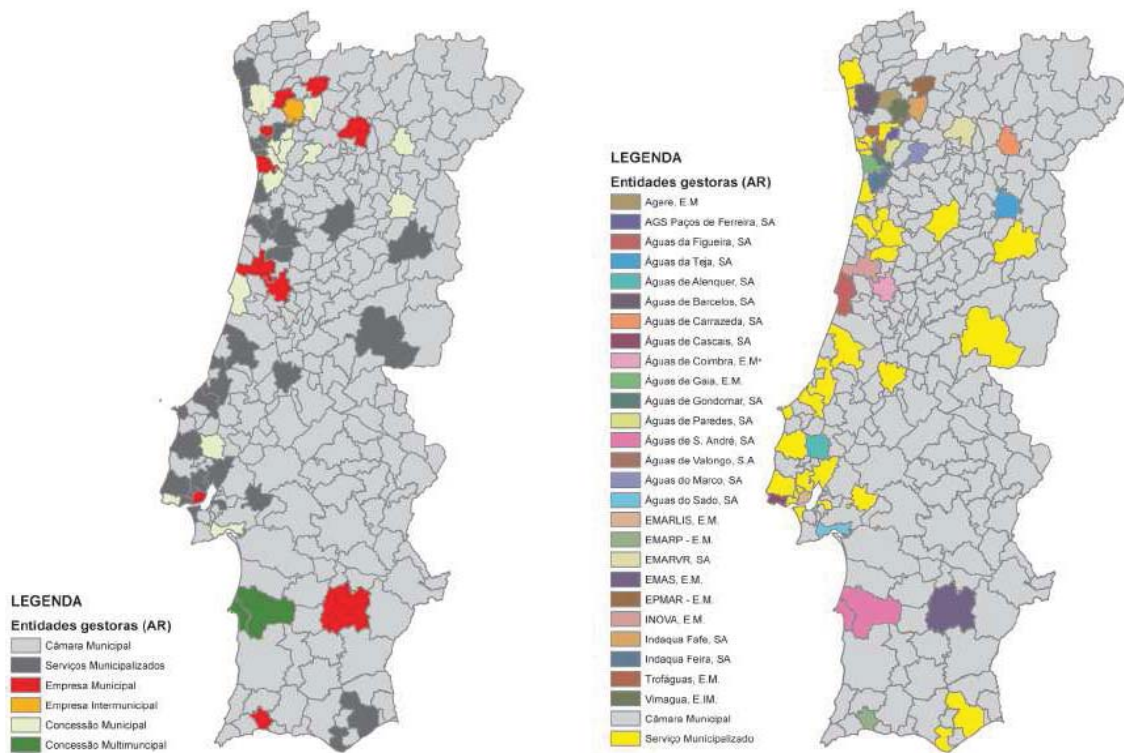 LEGENDA
Entidades gestoras (AR)
Câmara Municipal
Serviços Municipalizados
Empresa Municipal
Empresa Intermunicipal
Concessão Municipal
Concessão Multimuncipal
LEGENDA
Entidades gestoras (AR)
Agere, E.M
AGS Paços de Ferreira, SA
Águas da Figueira, SA
Águas da Teja, SA
Águas de Alenquer, SA
Águas de Barcelos, SA
Águas de Carrazeda, SA
Águas de Cascais, SA
Águas de Coimbra, E.M*
Águas de Gaia, E.M.
Águas de Gondomar, SA
Águas de Paredes, SA
Águas de S. André, SA
Águas de Valongo, S.A
Águas do Marco, SA
Águas do Sado, SA
EMARLIS, E.M.
EMARP - E.M.
EMARVR, SA
EMAS, E.M.
EPMAR - E.M.
INOVA, E.M.
Indaqua Fafe, SA
Indaqua Feira, SA
Trofáguas, E.M.
Vimagua, E.IM.
Câmara Municipal
Serviço Municipalizado